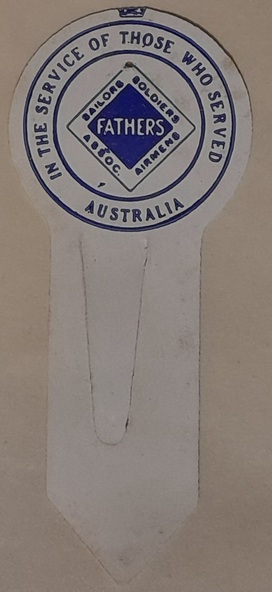 IN THE SERVICE OF THOSE WHO SERVED
SAILORS SOLDIERS
FATHERS
ASSOC. AIRMENS
AUSTRALIA